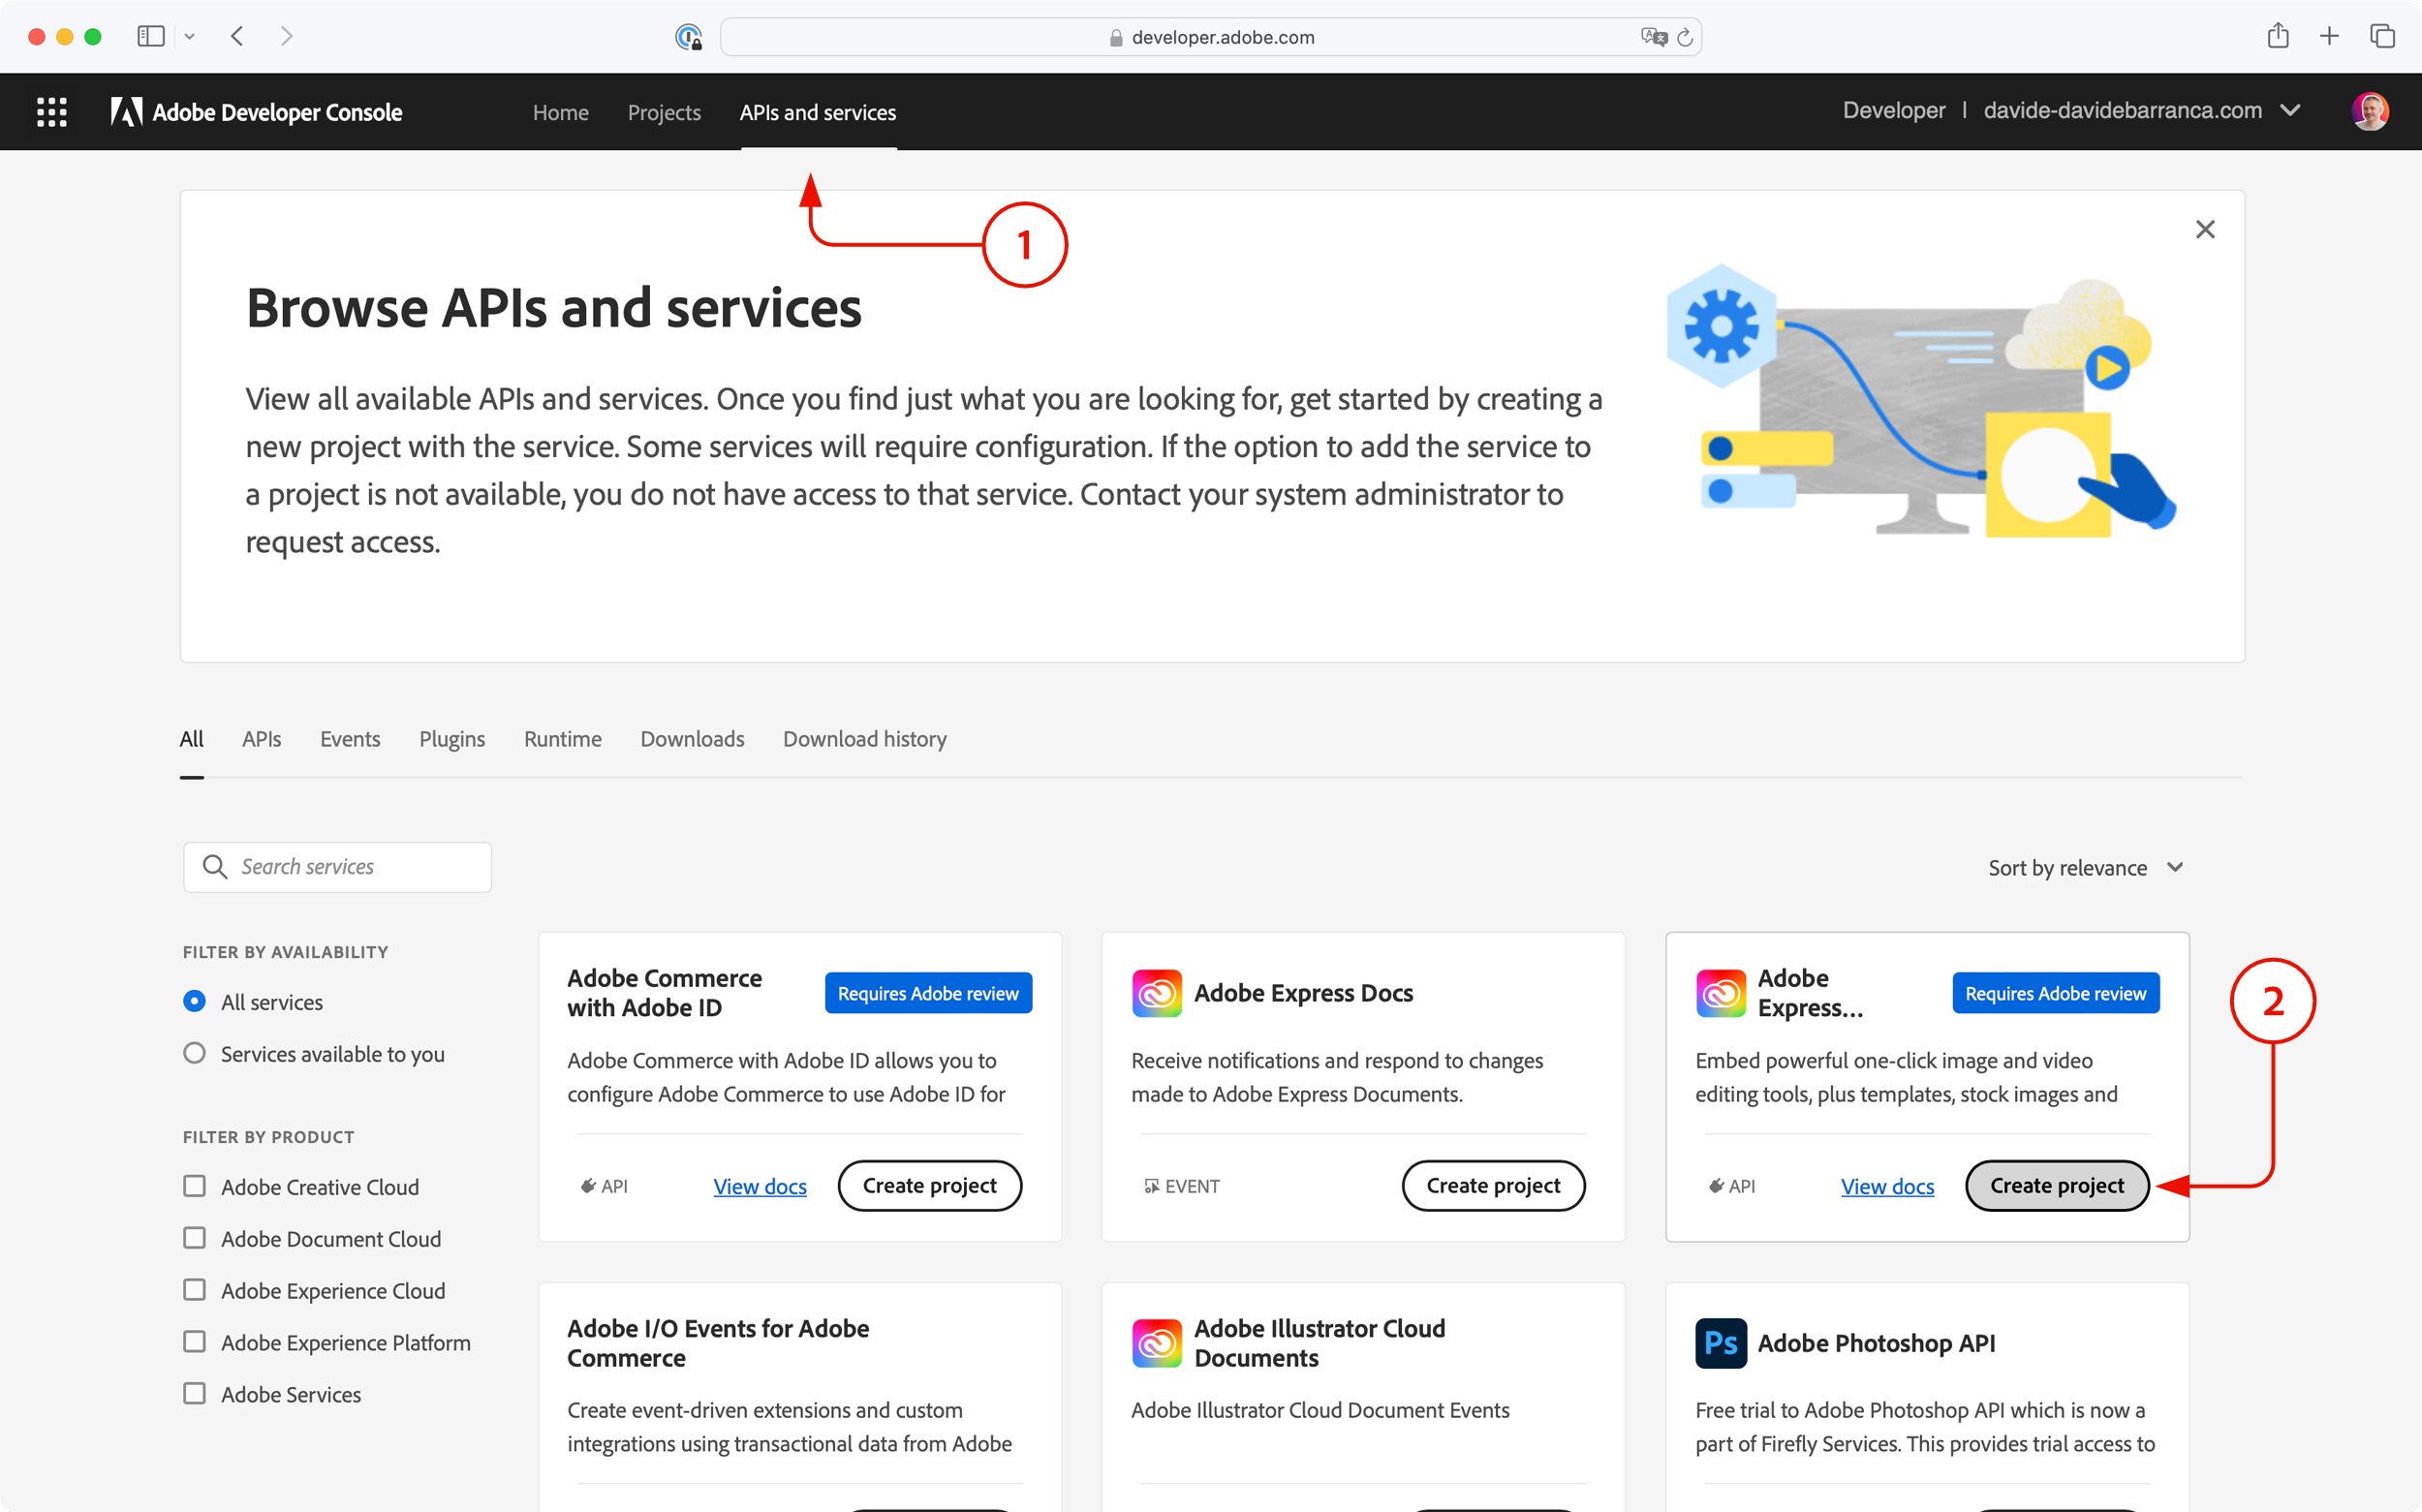 developer.adobe.com
Adobe Developer Console
Home
Projects
APIs and services
Developer | davide-davidebarranca.com
1
Browse APIs and services
View all available APIs and services. Once you find just what you are looking for, get started by creating a
new project with the service. Some services will require configuration. If the option to add the service to
a project is not available, you do not have access to that service. Contact your system administrator to
request access.
All
APIs
Events
Plugins
Runtime
Downloads
Download history
Search services
Sort by relevance
FILTER BY AVAILABILITY
All services
Services available to you
FILTER BY PRODUCT
Adobe Creative Cloud
Adobe Document Cloud
Adobe Experience Cloud
Adobe Experience Platform
Adobe Services
Adobe Commerce
with Adobe ID
Requires Adobe review
Adobe Commerce with Adobe ID allows you to
configure Adobe Commerce to use Adobe ID for
API
View docs
Create project
Adobe Express Docs
Receive notifications and respond to changes
made to Adobe Express Documents.
EVENT
Create project
Adobe
Express...
Requires Adobe review
Embed powerful one-click image and video
editing tools, plus templates, stock images and
API
View docs
Create project
2
Adobe I/O Events for Adobe
Commerce
Create event-driven extensions and custom
integrations using transactional data from Adobe
Adobe Illustrator Cloud
Documents
Adobe Illustrator Cloud Document Events
Ps
Adobe Photoshop API
Free trial to Adobe Photoshop API which is now a
part of Firefly Services. This provides trial access to